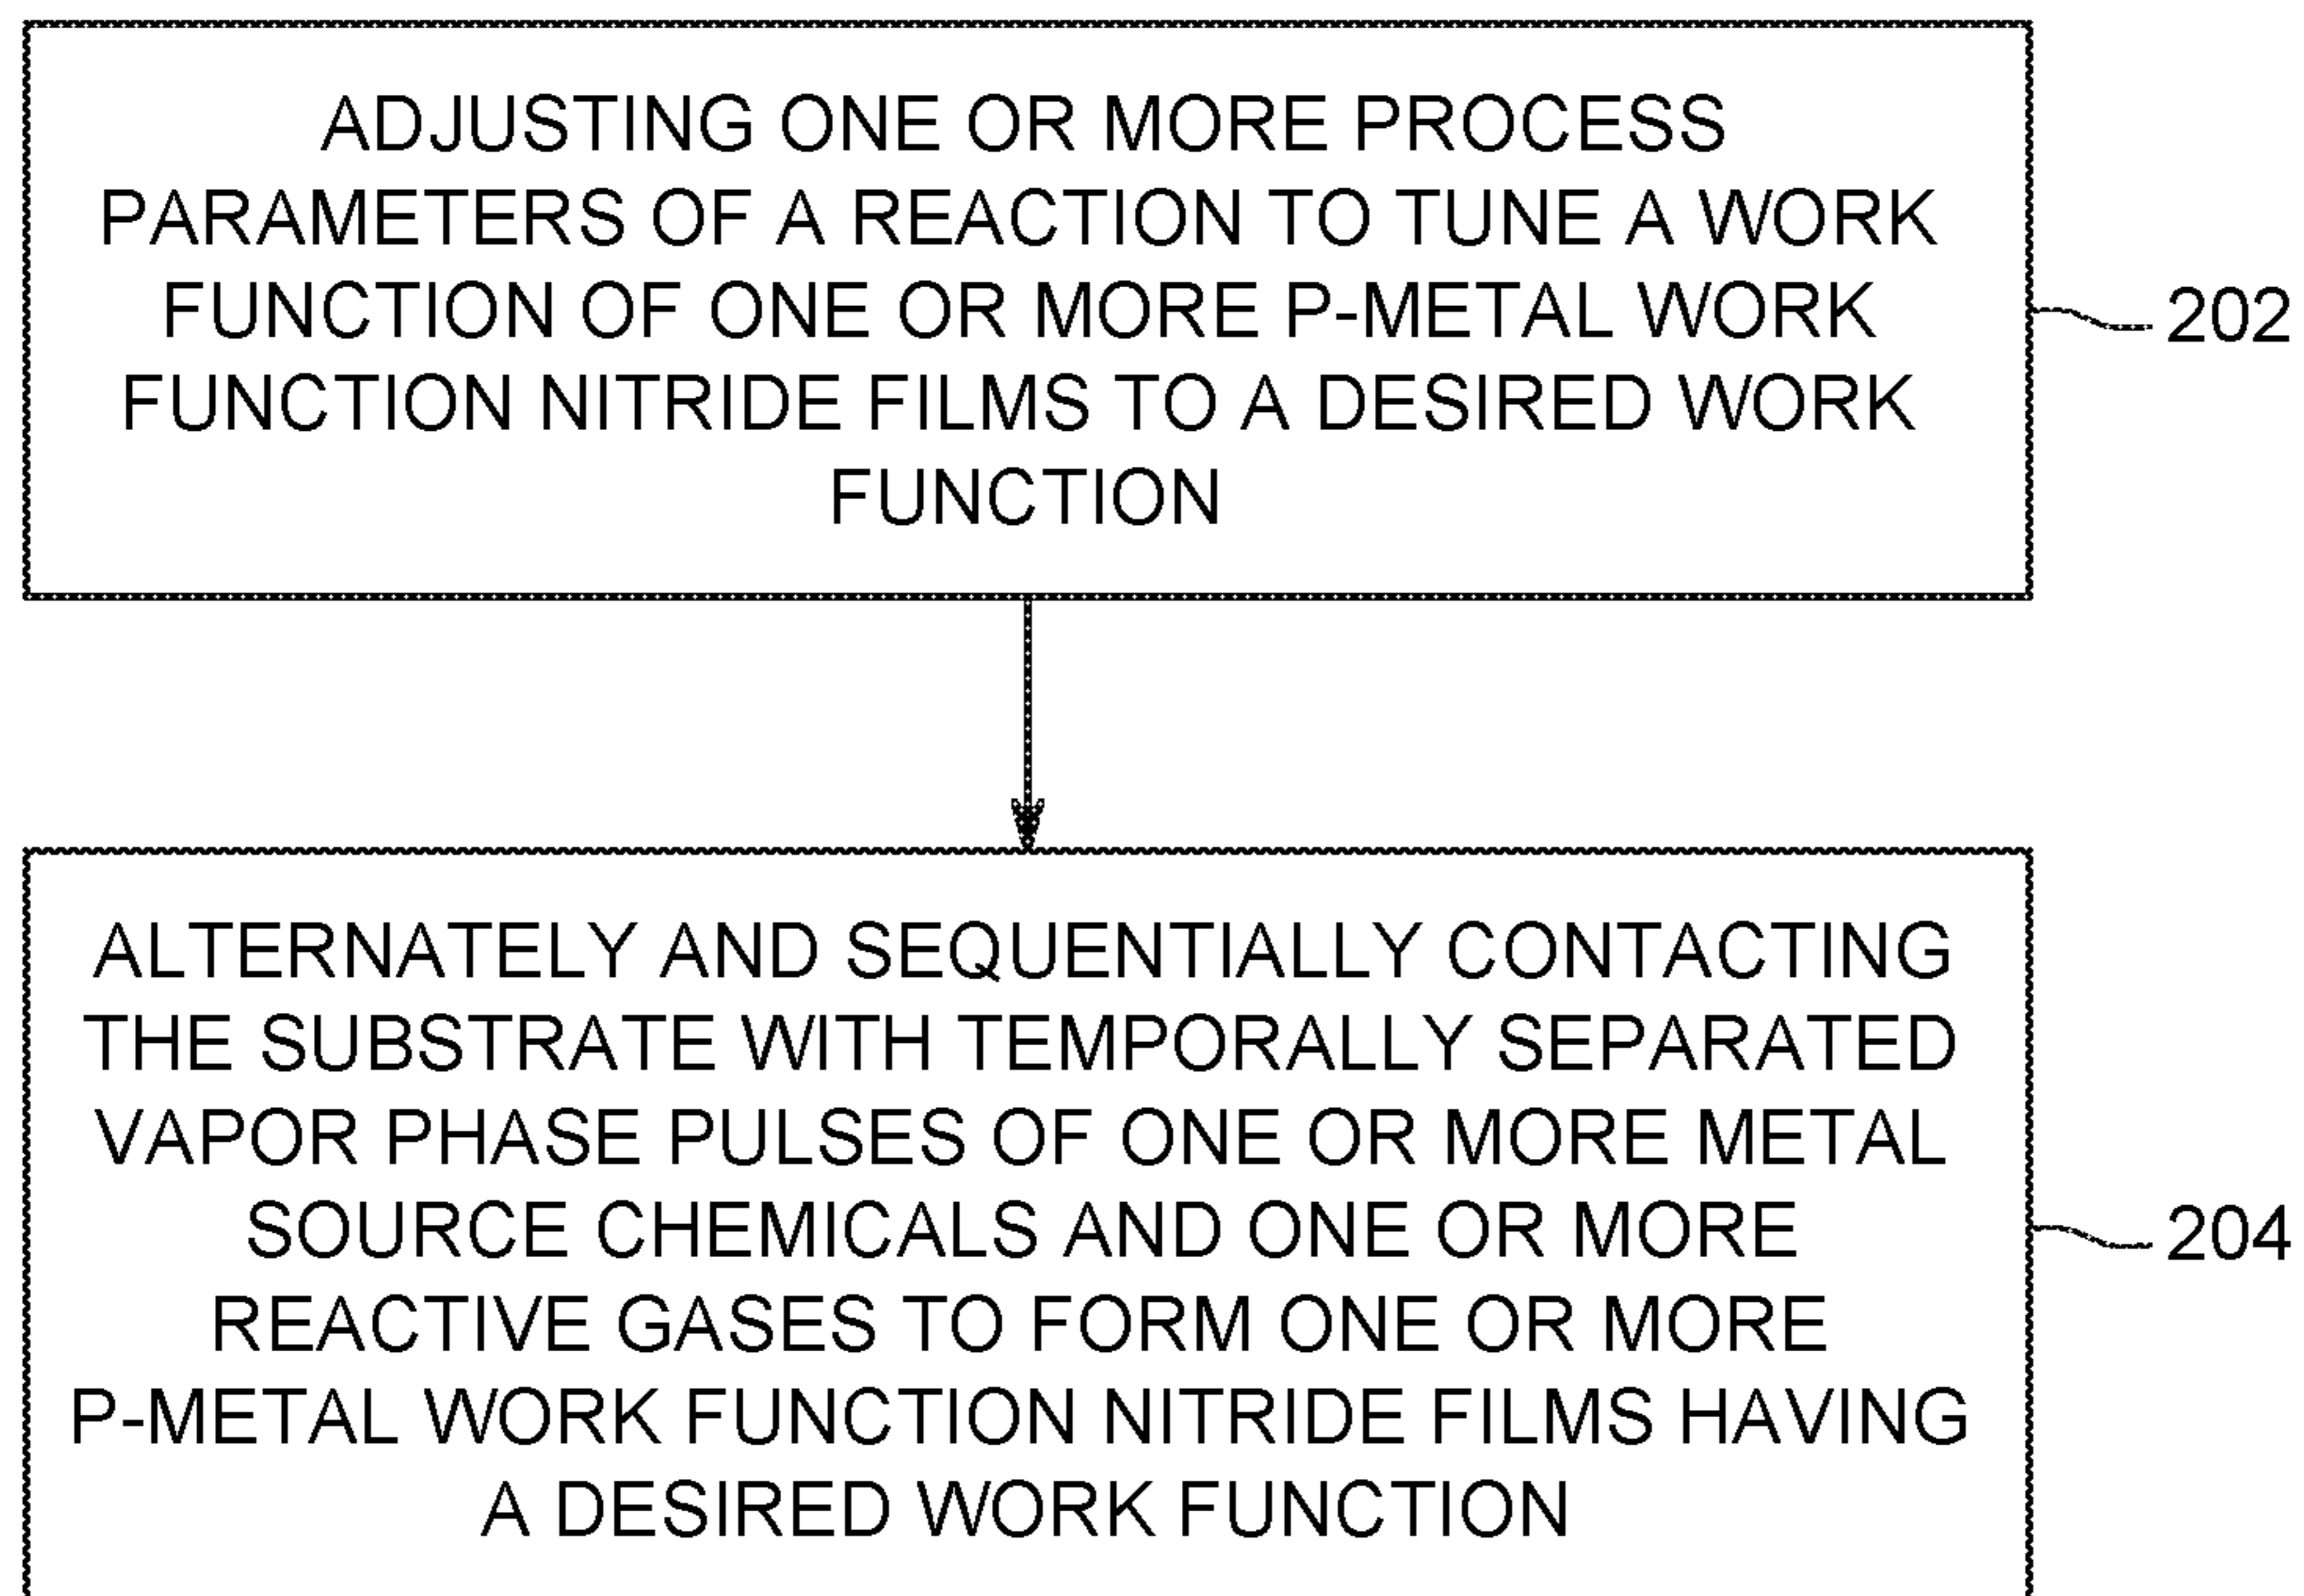 ADJUSTING ONE OR MORE PROCESS
PARAMETERS OF A REACTION TO TUNE A WORK
FUNCTION OF ONE OR MORE P-METAL WORK
FUNCTION NITRIDE FILMS TO A DESIRED WORK
FUNCTION
202
ALTERNATELY AND SEQUENTIALLY CONTACTING
THE SUBSTRATE WITH TEMPORALLY SEPARATED
VAPOR PHASE PULSES OF ONE OR MORE METAL
SOURCE CHEMICALS AND ONE OR MORE
REACTIVE GASES TO FORM ONE OR MORE
P-METAL WORK FUNCTION NITRIDE FILMS HAVING
A DESIRED WORK FUNCTION
204